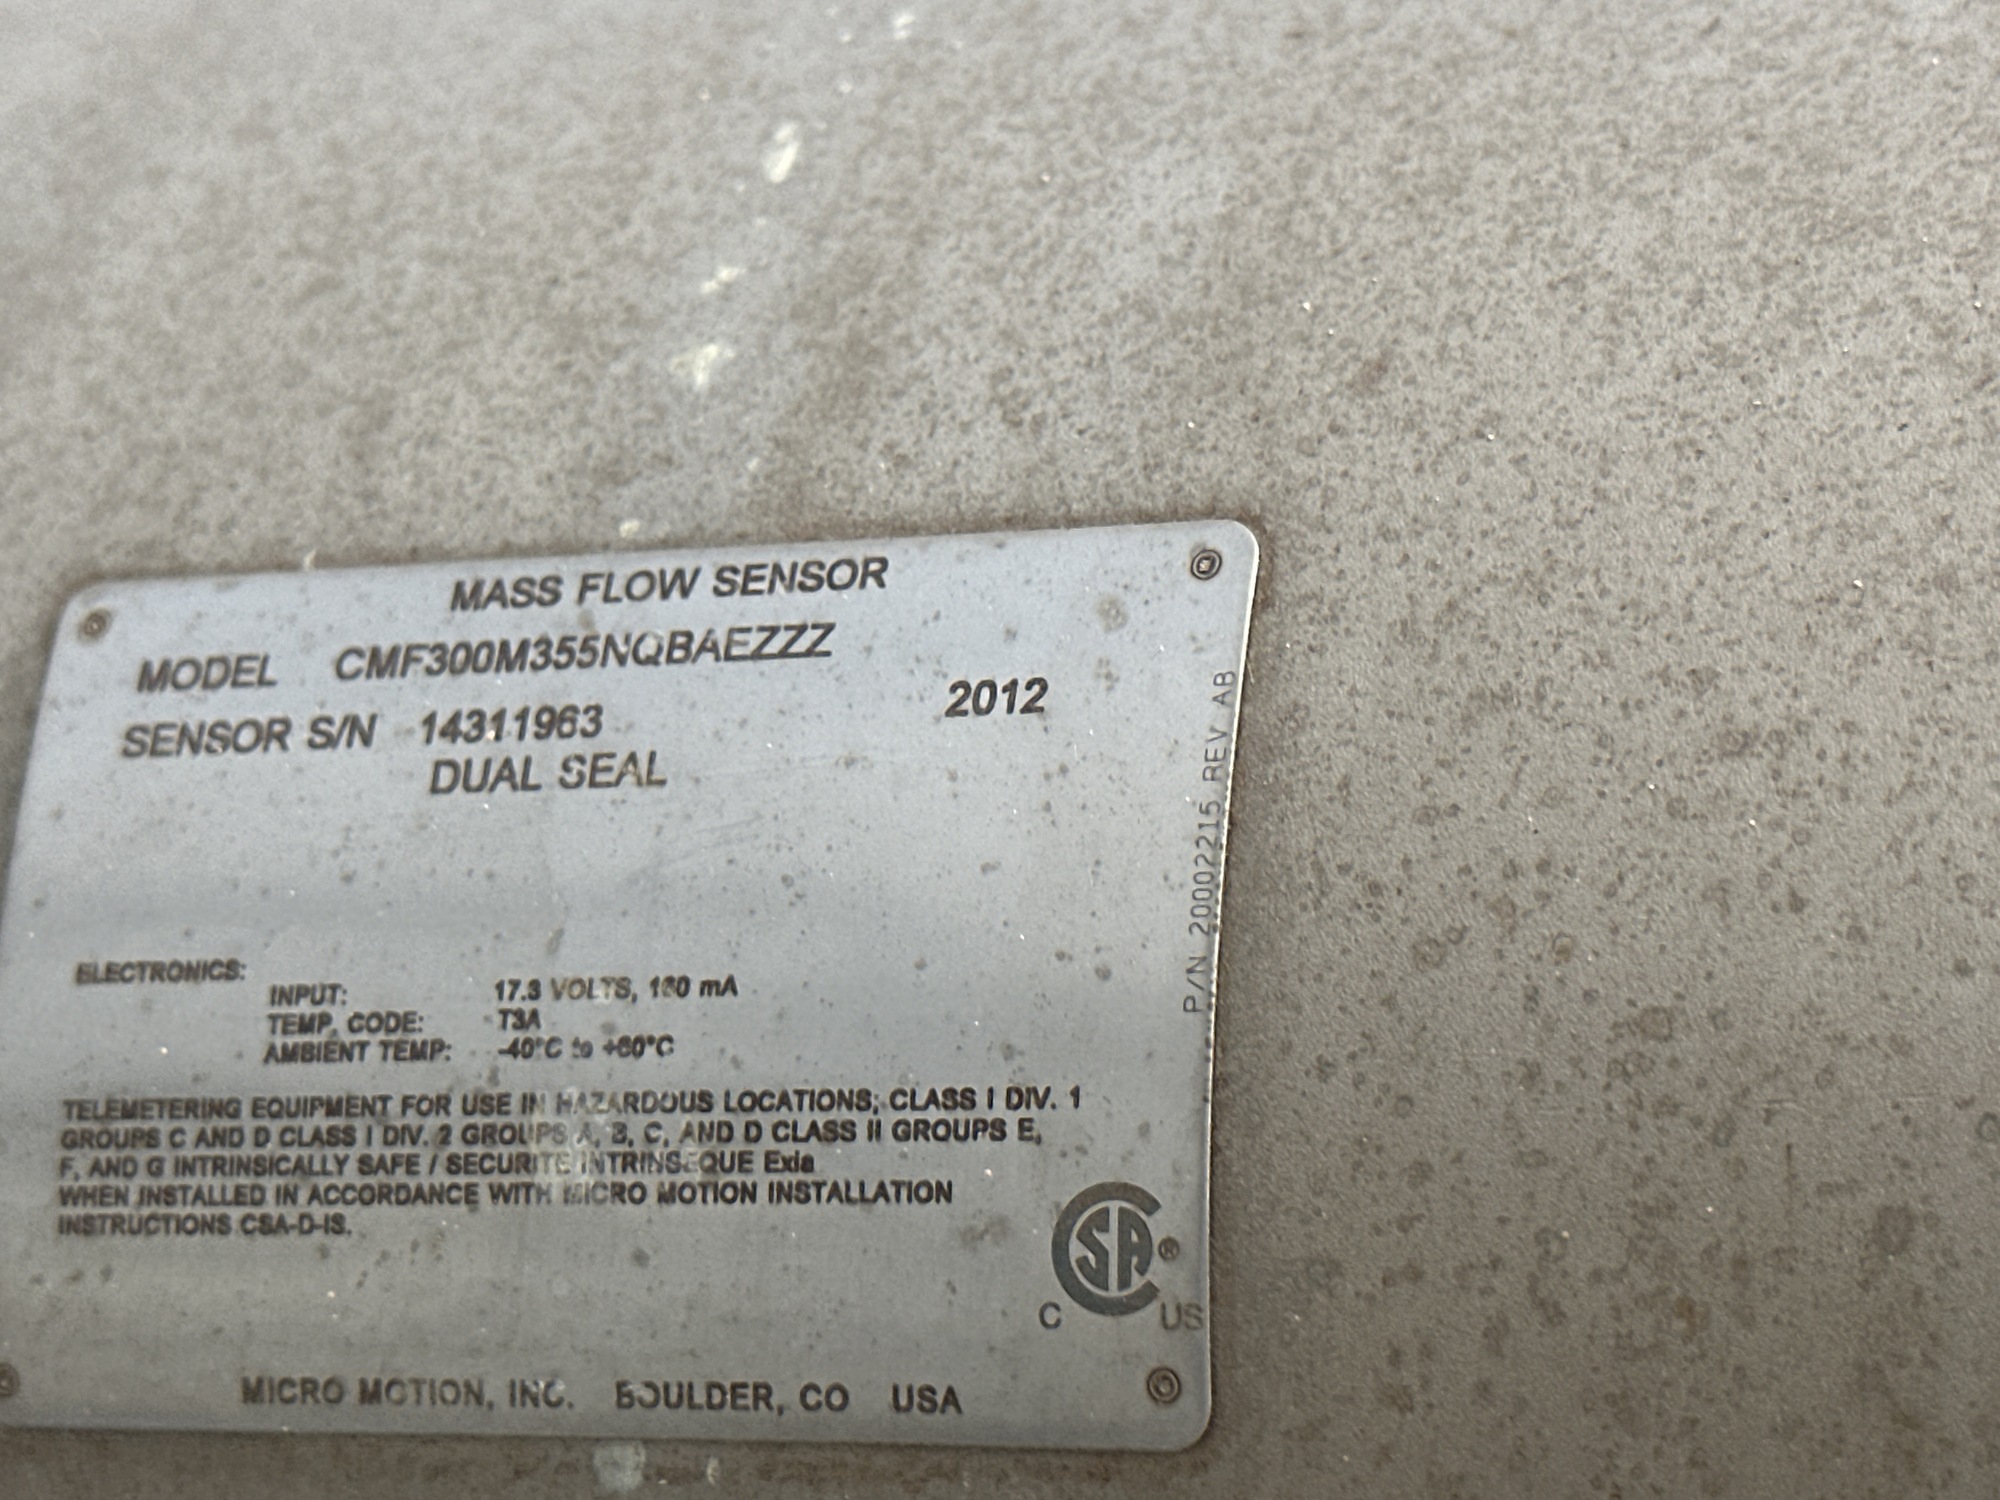 MASS FLOW SENSOR
MODEL CMF300M355NQBAEZZZ
2012
SENSOR S/N 14311963
DUAL SEAL
P/N 20002215 REV AB
ELECTRONICS:
INPUT: 17.3 VOLTS, mA
TEMP. CODE: T3A
AMBIENT TEMP: -40°C to +60°C
TELEMETERING EQUIPMENT FOR USE IN HAZARDOUS LOCATIONS; CLASS I DIV. 1
GROUPS C AND D CLASS I DIV. 2 GROUPS A, B, C, AND D CLASS II GROUPS E,
F, AND G INTRINSICALLY SAFE / SECURITE INTRINSEQUE Exia
WHEN INSTALLED IN ACCORDANCE WITH MICRO MOTION INSTALLATION
INSTRUCTIONS CSA-D-IS.
CSA ®
C US
MICRO MOTION, INC. BOULDER, CO USA